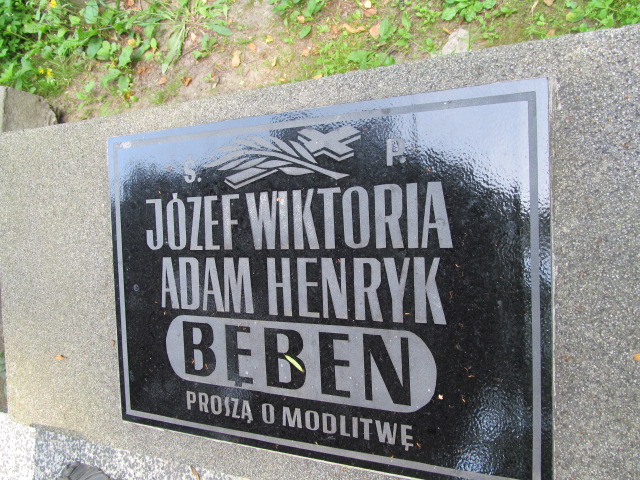 Ś. P.
JÓZEF WIKTORIA
ADAM HENRYK
BĘBEN
PROSZĄ O MODLITWĘ